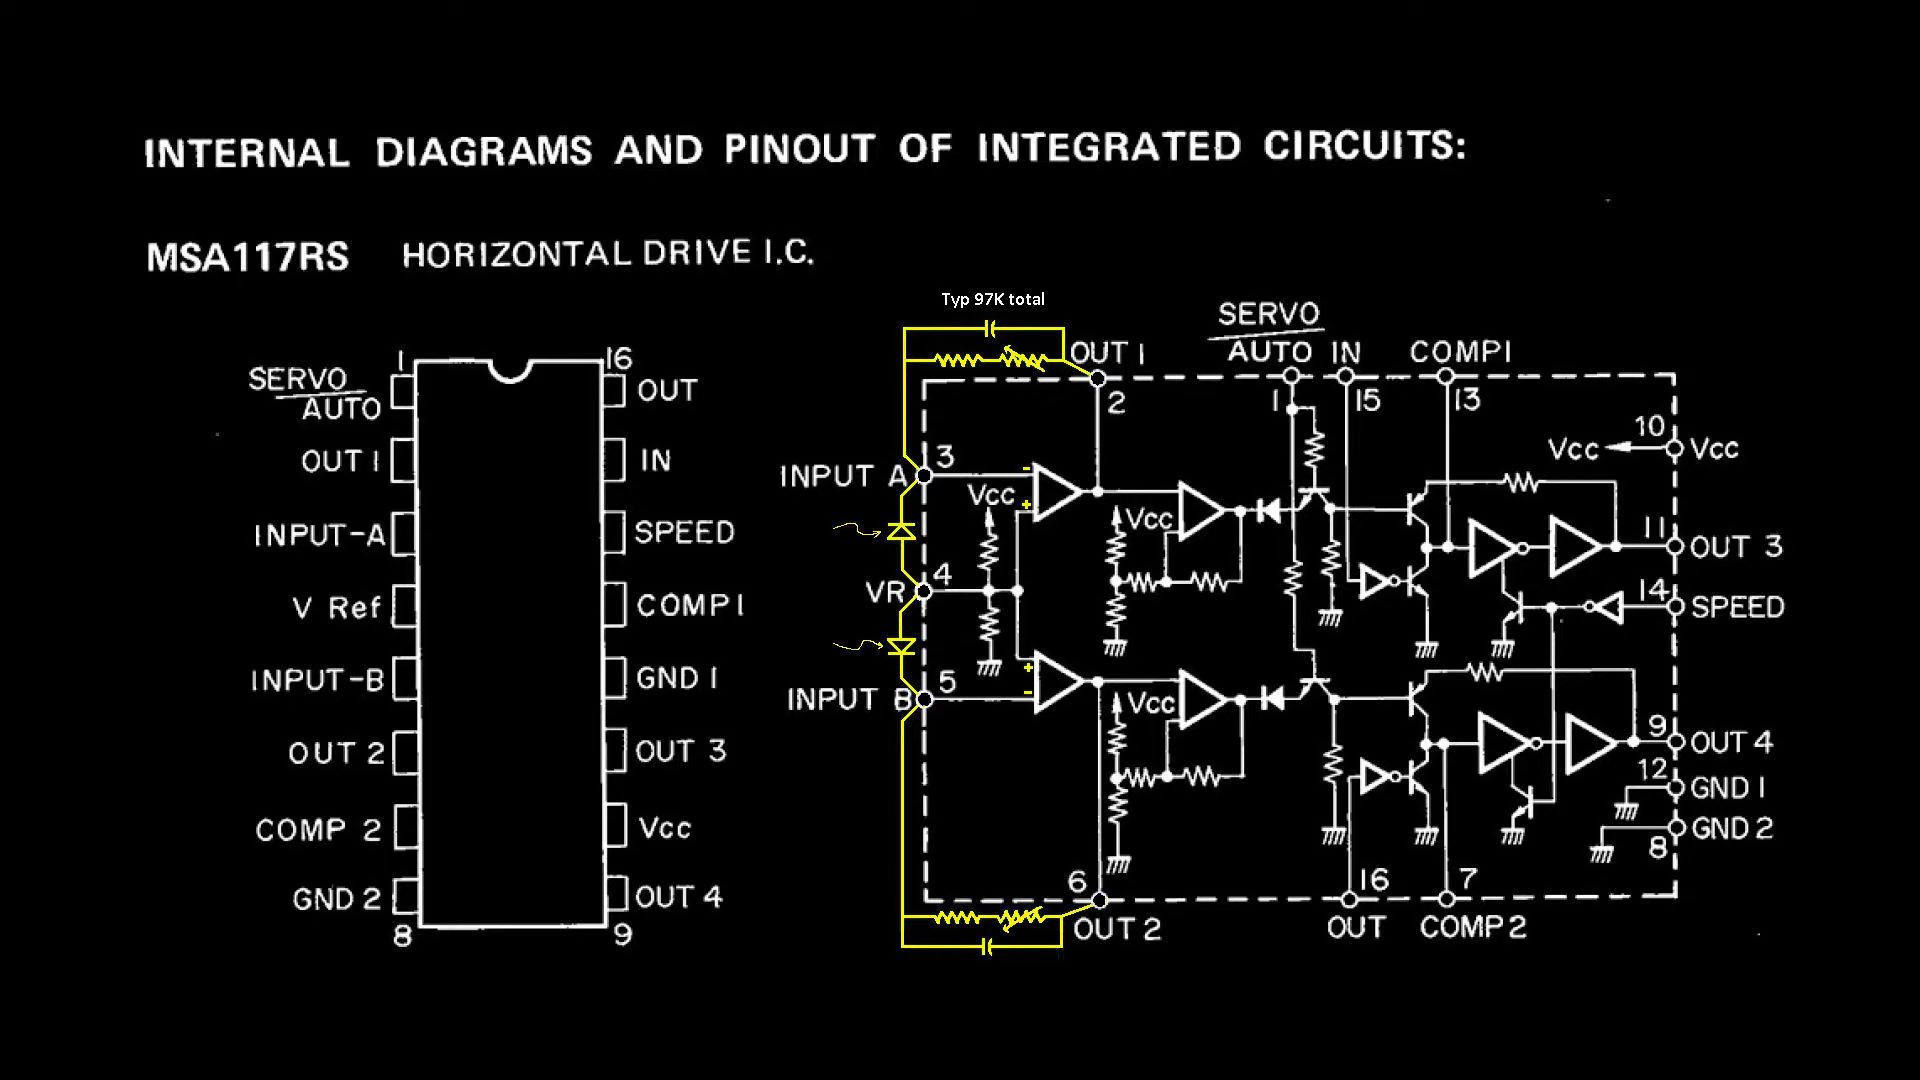 INTERNAL DIAGRAMS AND PINOUT OF INTEGRATED CIRCUITS:
MSA117RS HORIZONTAL DRIVE I.C.
1
16
SERVO
AUTO
OUT 1
INPUT-A
V Ref
INPUT-B
OUT 2
COMP 2
GND 2
8
OUT
IN
SPEED
COMP1
GND 1
OUT 3
Vcc
OUT 4
9
Typ 97K total
OUT 1
SERVO
AUTO
IN
COMP1
2
1
15
13
10
Vcc
Vcc
INPUT A
3
-
Vcc
+
Vcc
11
OUT 3
VR
4
14
SPEED
INPUT B
5
+
-
Vcc
9
OUT 4
12
GND 1
GND 2
8
6
16
7
OUT 2
OUT
COMP 2